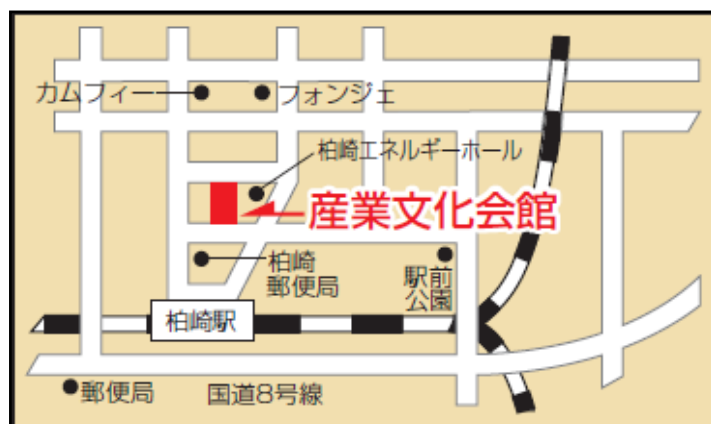 カムフィー
フォンジェ
柏崎エネルギーホール
産業文化会館
柏崎
郵便局
駅前
公園
柏崎駅
郵便局
国道8号線